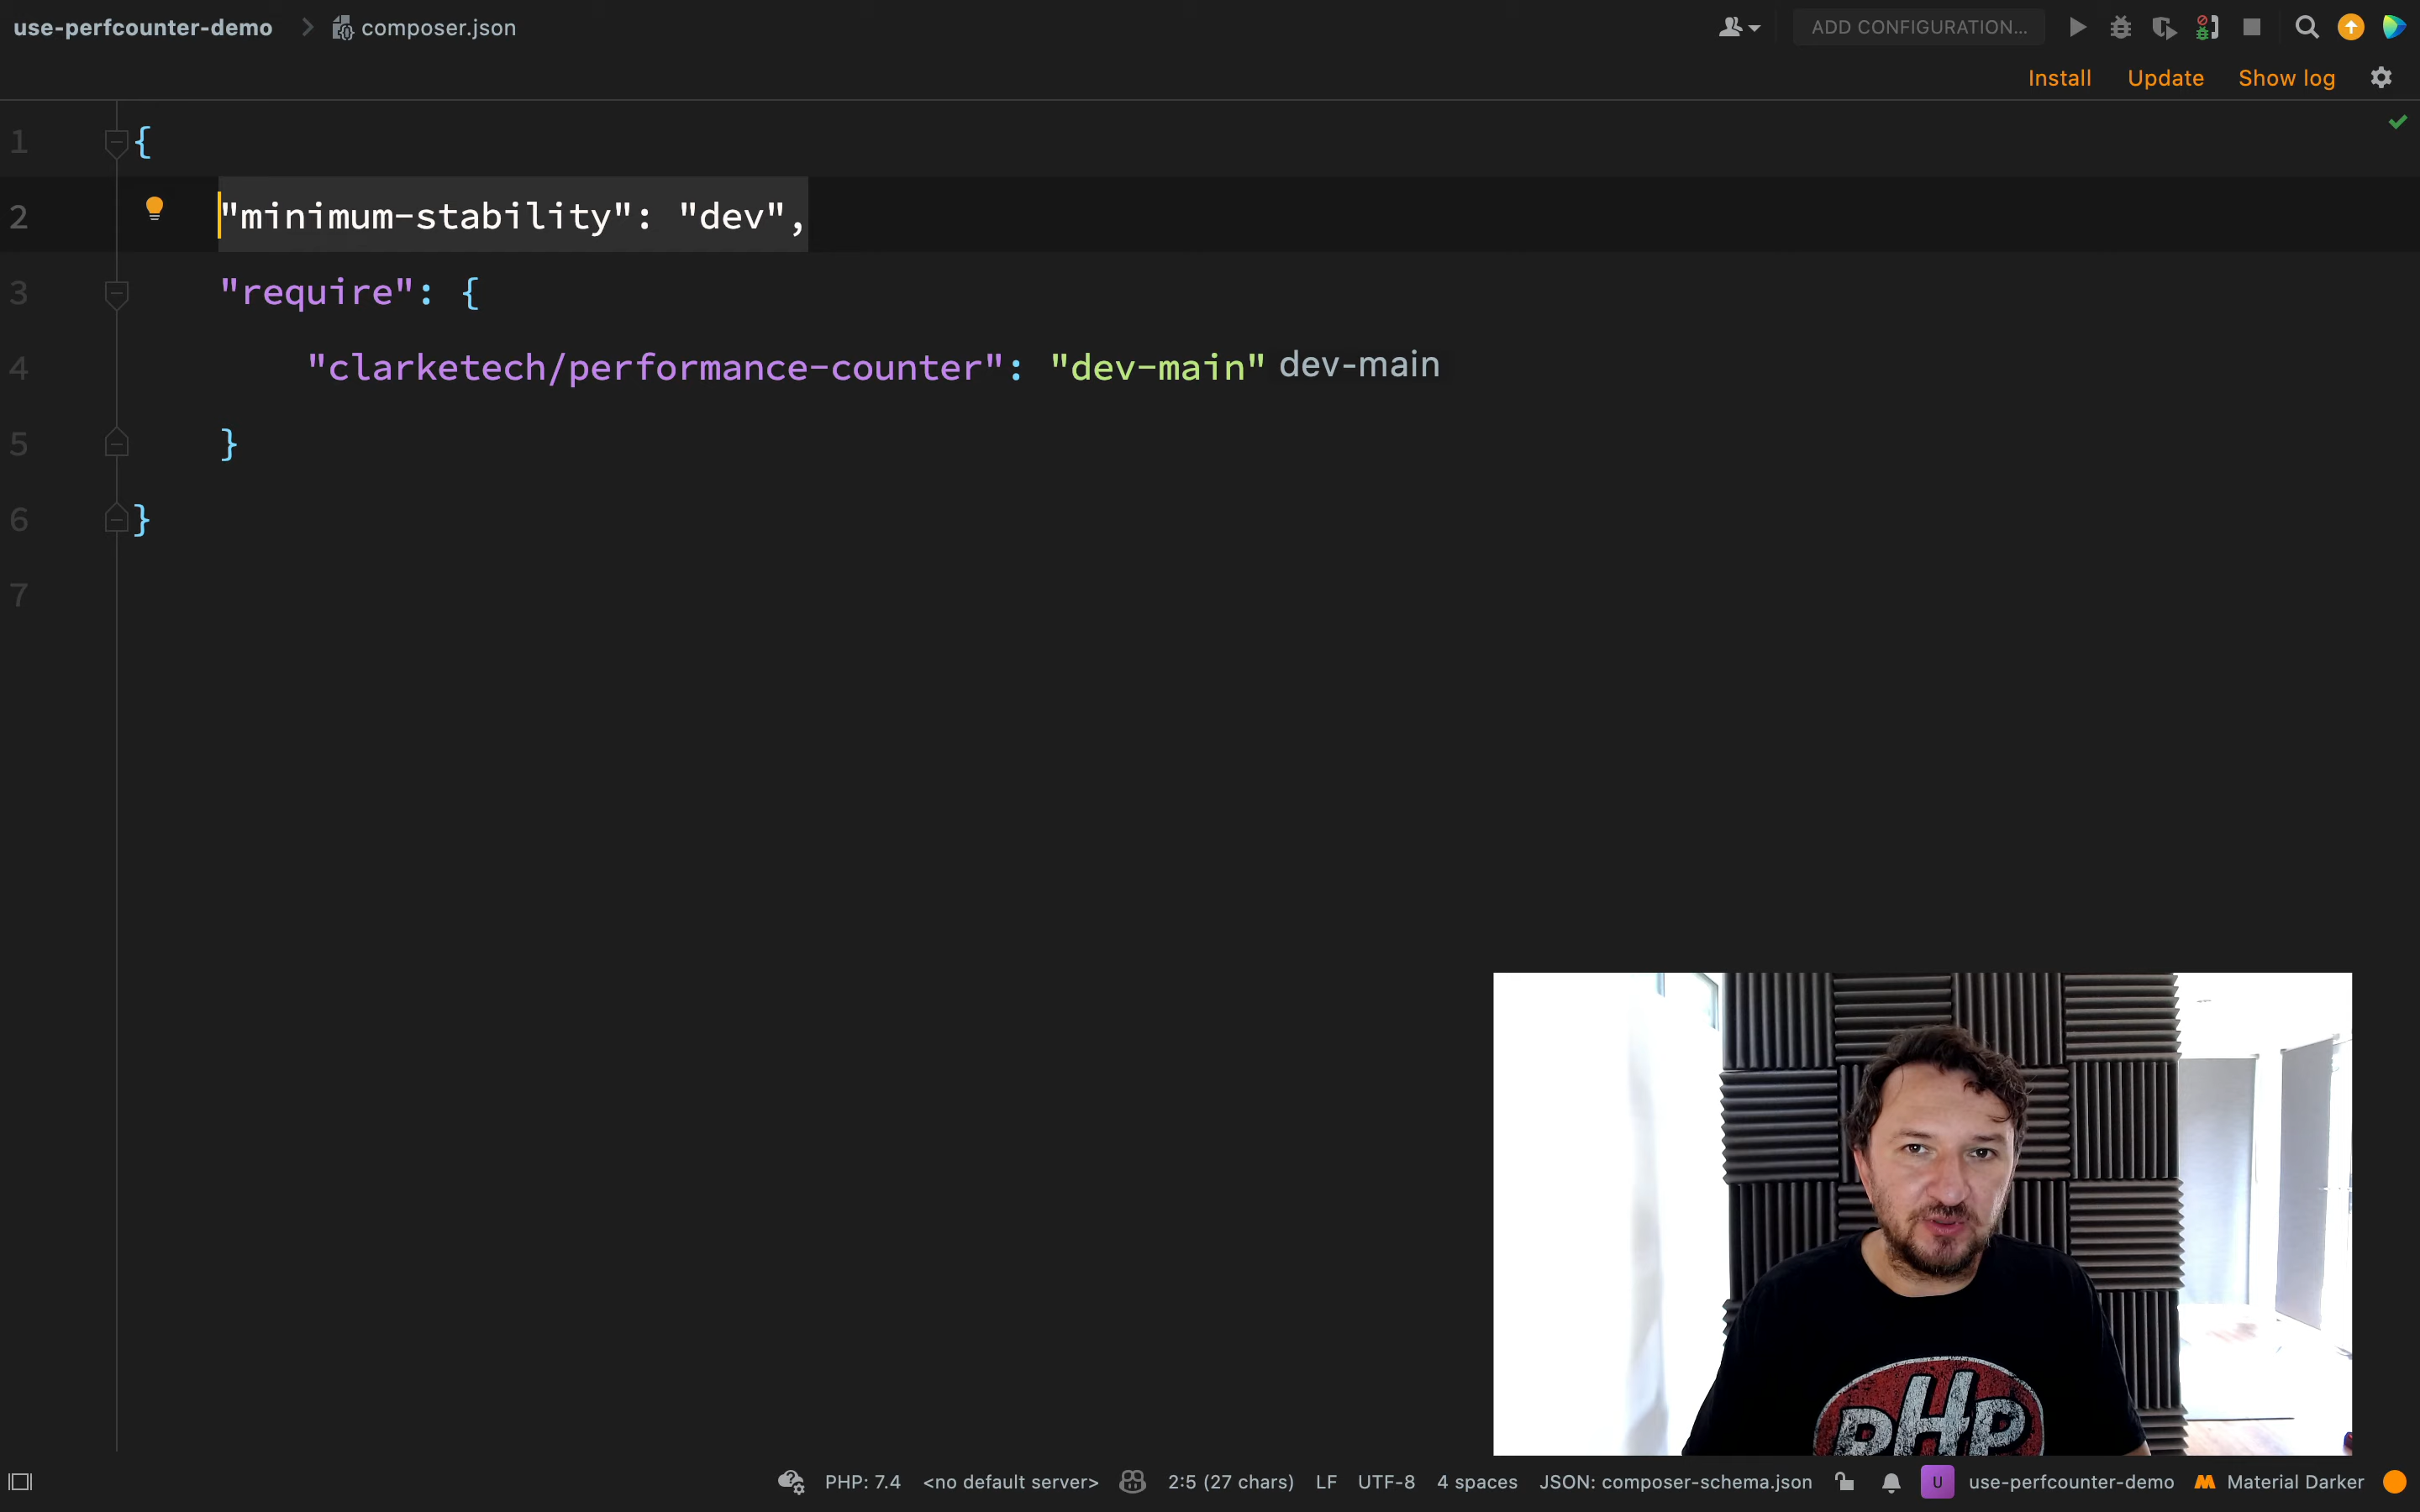 use-perfcounter-demo > composer.json ADD CONFIGURATION...
Install Update Show log
1 {
2 "minimum-stability": "dev",
3 "require": {
4 "clarketech/performance-counter": "dev-main" dev-main
5 }
6 }
7
PHP
PHP: 7.4 <no default server> 2:5 (27 chars) LF UTF-8 4 spaces JSON: composer-schema.json U use-perfcounter-demo Material Darker